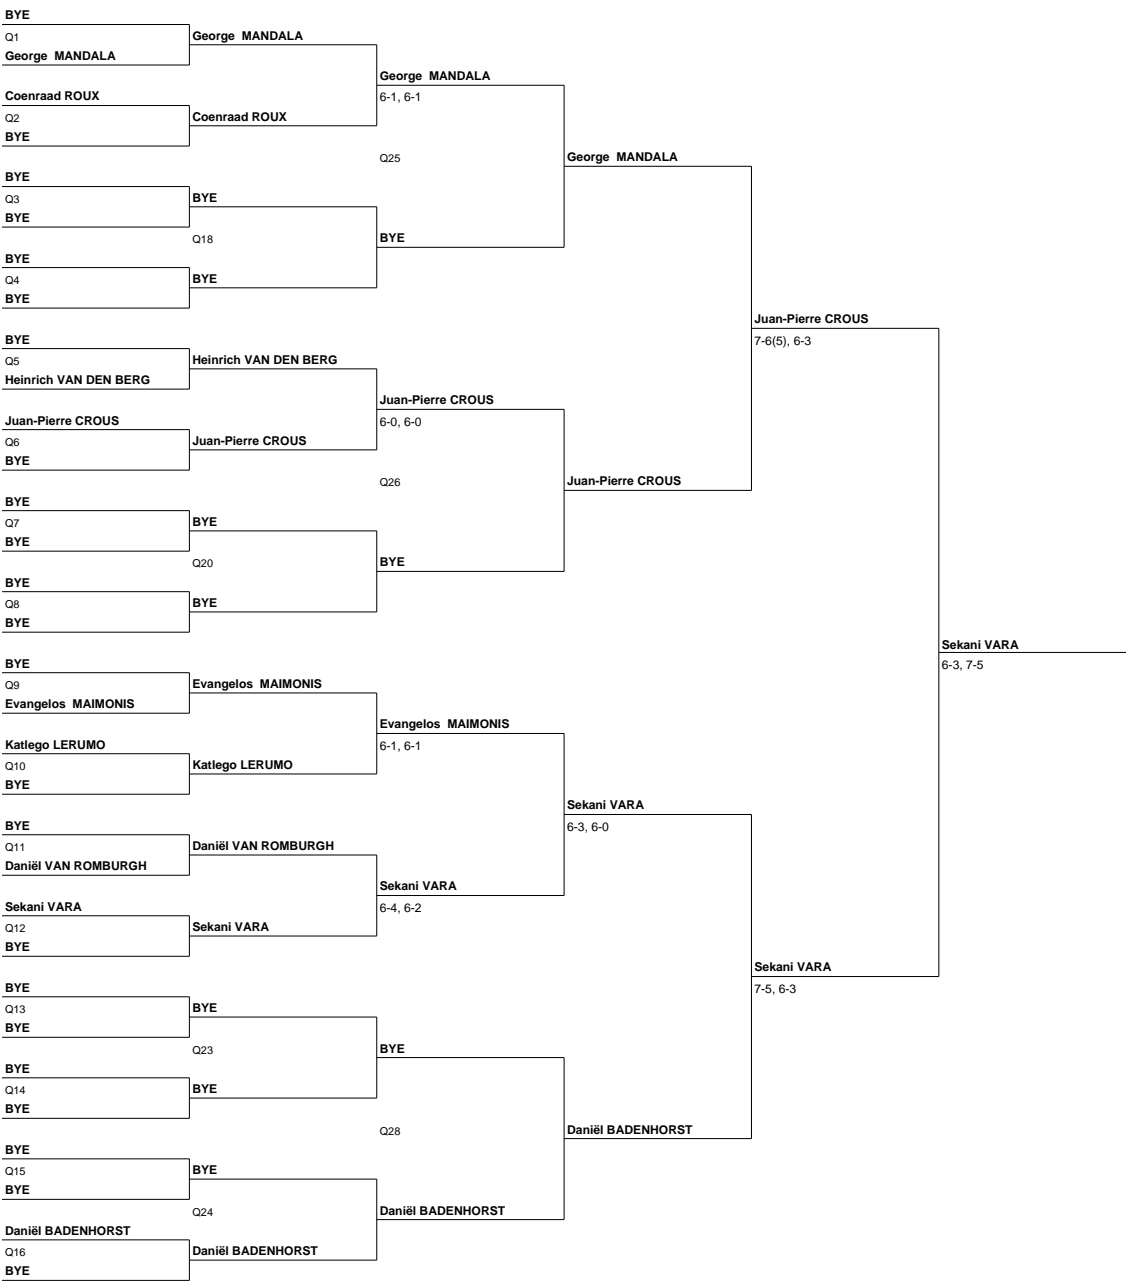 BYE
Q1
George MANDALA
Coenraad ROUX
Q2
BYE
BYE
Q3
BYE
BYE
Q4
BYE
BYE
Q5
Heinrich VAN DEN BERG
Juan-Pierre CROUS
Q6
BYE
BYE
Q7
BYE
BYE
Q8
BYE
BYE
Q9
Evangelos MAIMONIS
Katlego LERUMO
Q10
BYE
BYE
Q11
Daniël VAN ROMBURGH
Sekani VARA
Q12
BYE
BYE
Q13
BYE
BYE
Q14
BYE
BYE
Q15
BYE
Daniël BADENHORST
Q16
BYE
George MANDALA
Coenraad ROUX
BYE
Q18
BYE
Heinrich VAN DEN BERG
Juan-Pierre CROUS
BYE
Q20
BYE
Evangelos MAIMONIS
Katlego LERUMO
Daniël VAN ROMBURGH
Sekani VARA
BYE
Q23
BYE
BYE
Q24
Daniël BADENHORST
George MANDALA
6-1, 6-1
Q25
BYE
Juan-Pierre CROUS
6-0, 6-0
Q26
BYE
Evangelos MAIMONIS
6-1, 6-1
Sekani VARA
6-4, 6-2
BYE
Q28
Daniël BADENHORST
George MANDALA
Juan-Pierre CROUS
Sekani VARA
6-3, 6-0
Daniël BADENHORST
Juan-Pierre CROUS
7-6(5), 6-3
Sekani VARA
7-5, 6-3
Sekani VARA
6-3, 7-5